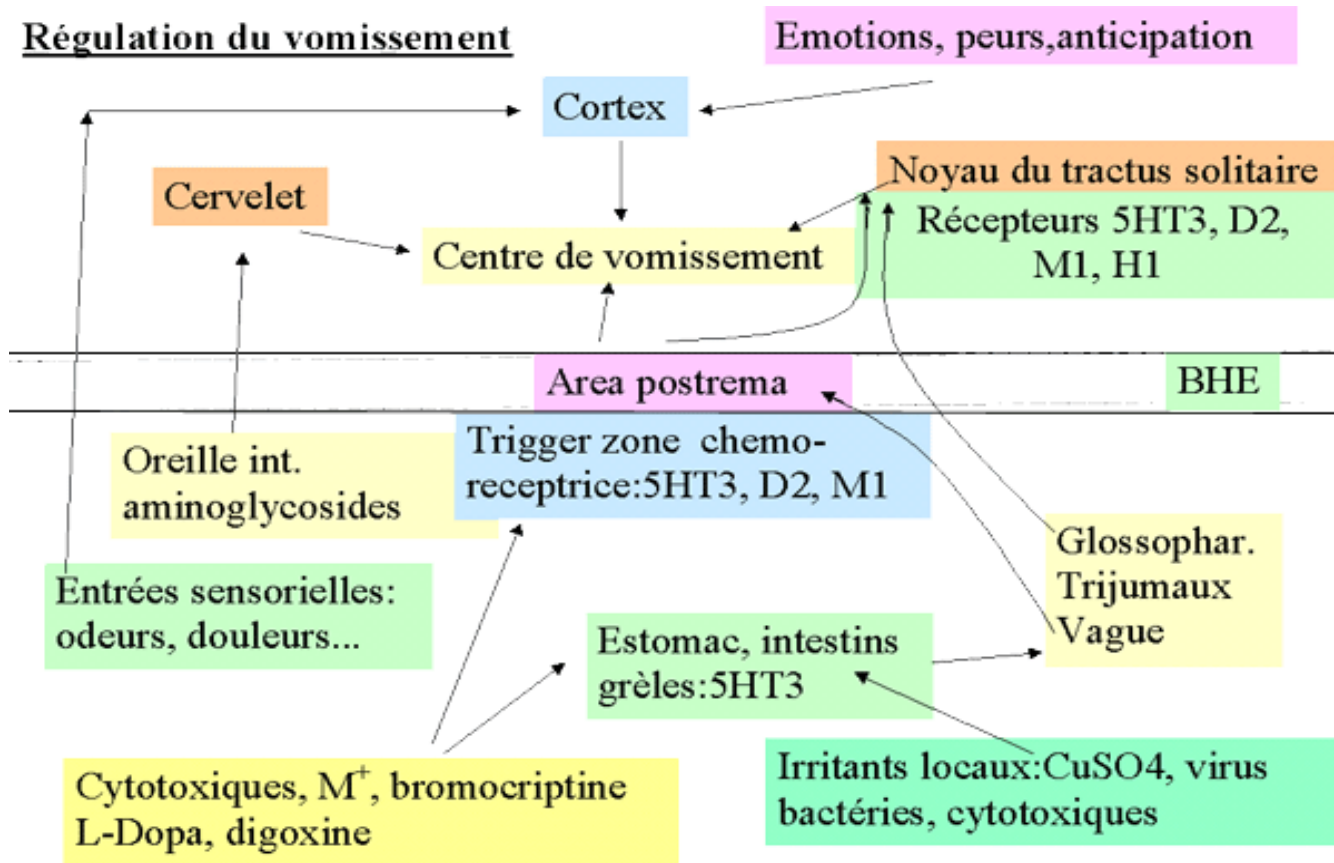 Régulation du vomissement
Emotions, peurs,anticipation
Cortex
Noyau du tractus solitaire
Cervelet
Récepteurs 5HT3, D2,
M1, H1
Centre de vomissement
Area postrema
BHE
Trigger zone chemo-
receptrice:5HT3, D2, M1
Oreille int.
aminoglycosides
Glossophar.
Trijumaux
Vague
Entrées sensorielles:
odeurs, douleurs...
Estomac, intestins
grèles:5HT3
Cytotoxiques, M⁺, bromocriptine
L-Dopa, digoxine
Irritants locaux:CuSO4, virus
bactéries, cytotoxiques